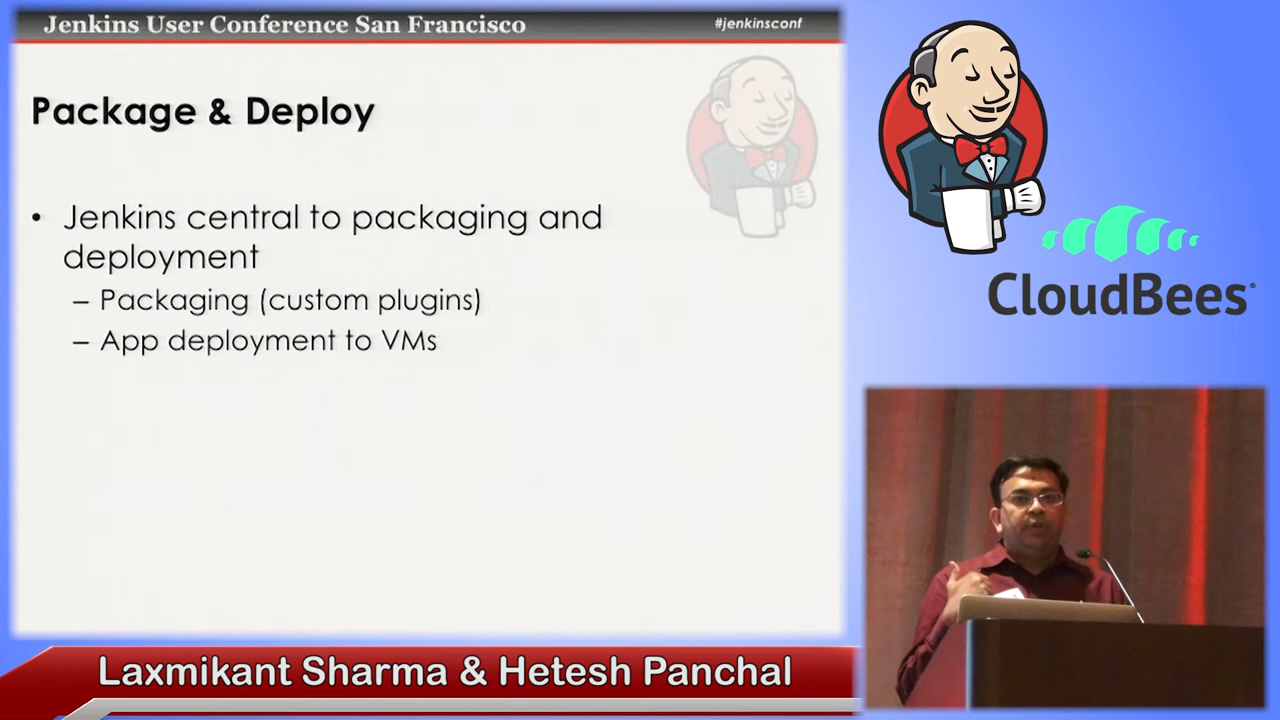 Jenkins User Conference San Francisco
#jenkinsconf
Package & Deploy
• Jenkins central to packaging and
deployment
– Packaging (custom plugins)
– App deployment to VMs
CloudBees
Laxmikant Sharma & Hetesh Panchal